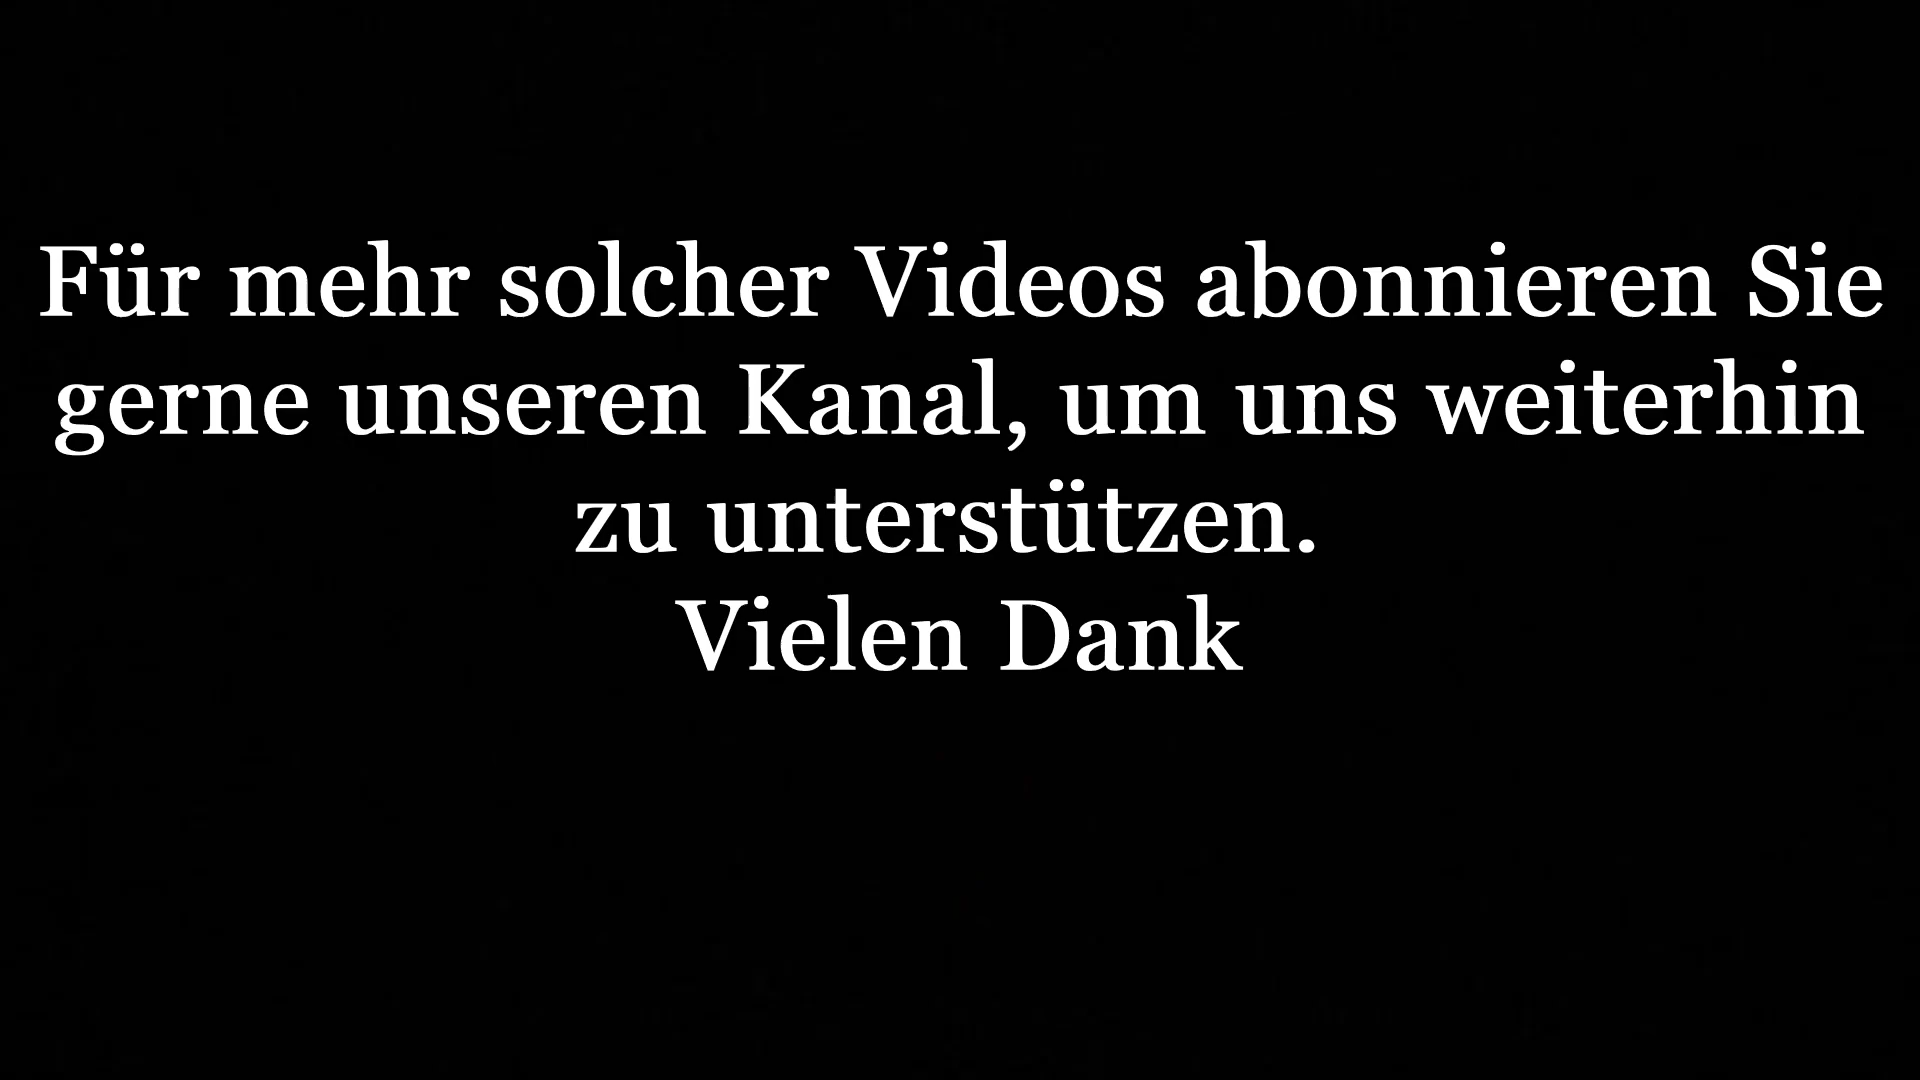 Für mehr solcher Videos abonnieren Sie
gerne unseren Kanal, um uns weiterhin
zu unterstützen.
Vielen Dank